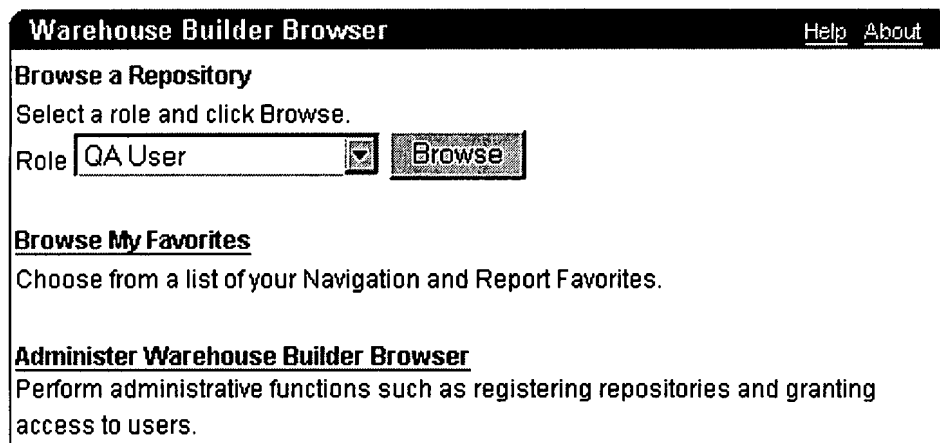 Warehouse Builder Browser Help About
Browse a Repository
Select a role and click Browse.
Role QA User Browse
Browse My Favorites
Choose from a list of your Navigation and Report Favorites.
Administer Warehouse Builder Browser
Perform administrative functions such as registering repositories and granting
access to users.